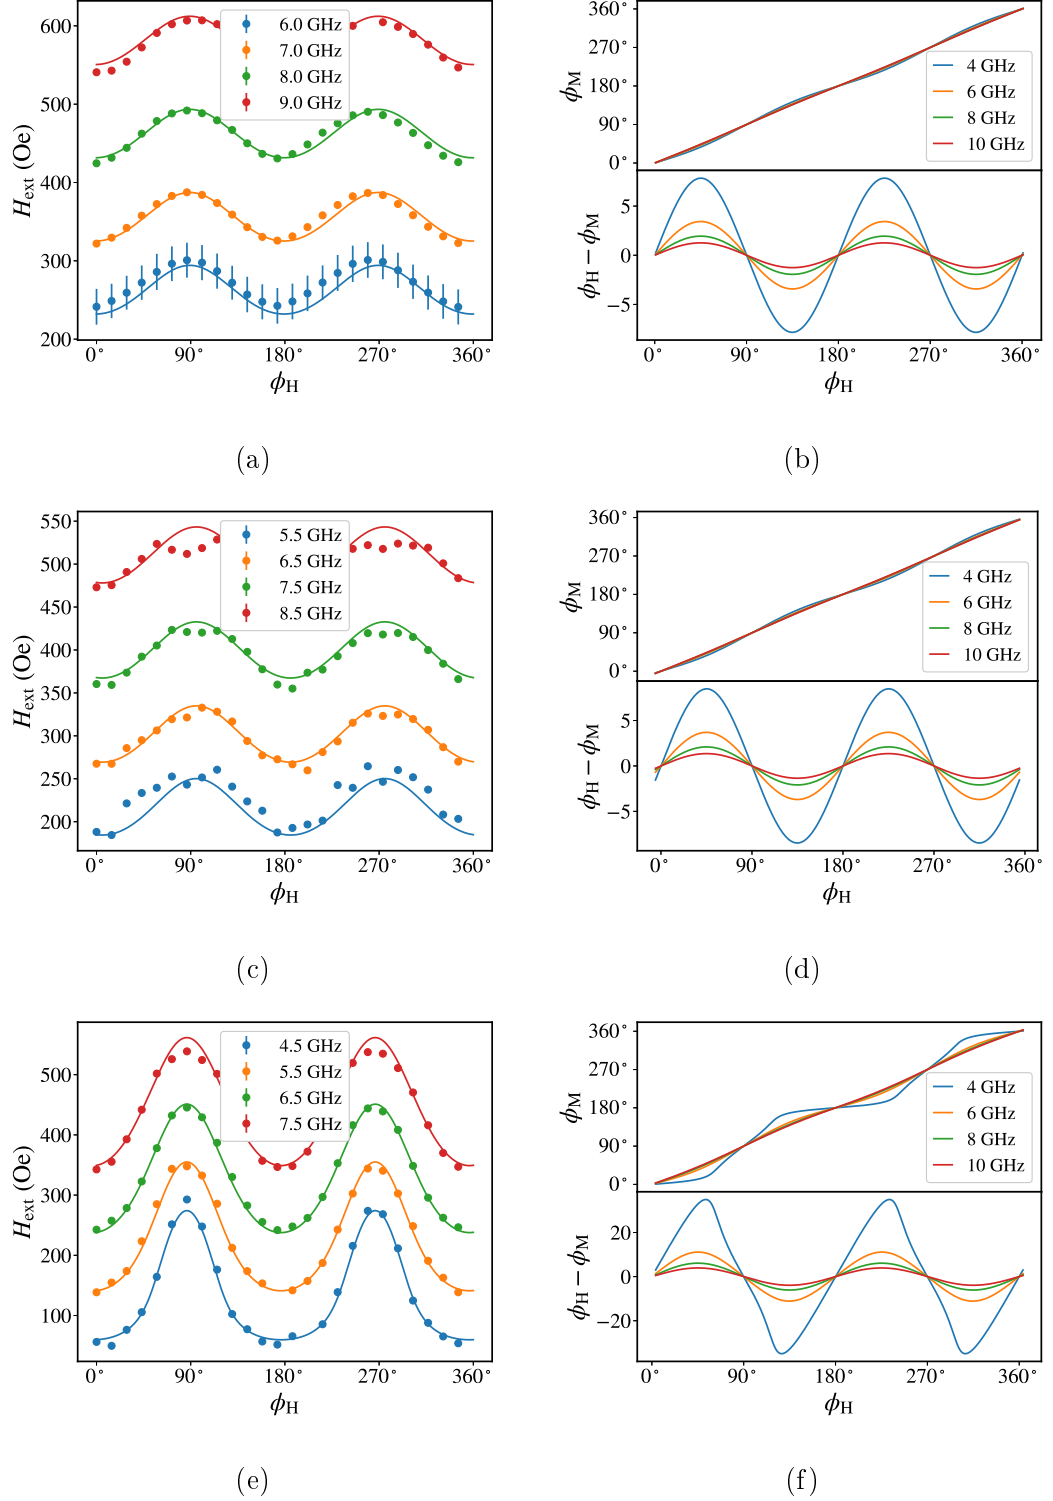 600
500
400
300
200
H_ext (Oe)
6.0 GHz
7.0 GHz
8.0 GHz
9.0 GHz
0° 90° 180° 270° 360°
ϕ_H
(a)
360°
270°
180°
90°
0°
ϕ_M
4 GHz
6 GHz
8 GHz
10 GHz
5
0
−5
ϕ_H − ϕ_M
0° 90° 180° 270° 360°
ϕ_H
(b)
550
500
450
400
350
300
250
200
H_ext (Oe)
5.5 GHz
6.5 GHz
7.5 GHz
8.5 GHz
0° 90° 180° 270° 360°
ϕ_H
(c)
360°
270°
180°
90°
0°
ϕ_M
4 GHz
6 GHz
8 GHz
10 GHz
5
0
−5
ϕ_H − ϕ_M
0° 90° 180° 270° 360°
ϕ_H
(d)
500
400
300
200
100
H_ext (Oe)
4.5 GHz
5.5 GHz
6.5 GHz
7.5 GHz
0° 90° 180° 270° 360°
ϕ_H
(e)
360°
270°
180°
90°
0°
ϕ_M
4 GHz
6 GHz
8 GHz
10 GHz
20
0
−20
ϕ_H − ϕ_M
0° 90° 180° 270° 360°
ϕ_H
(f)